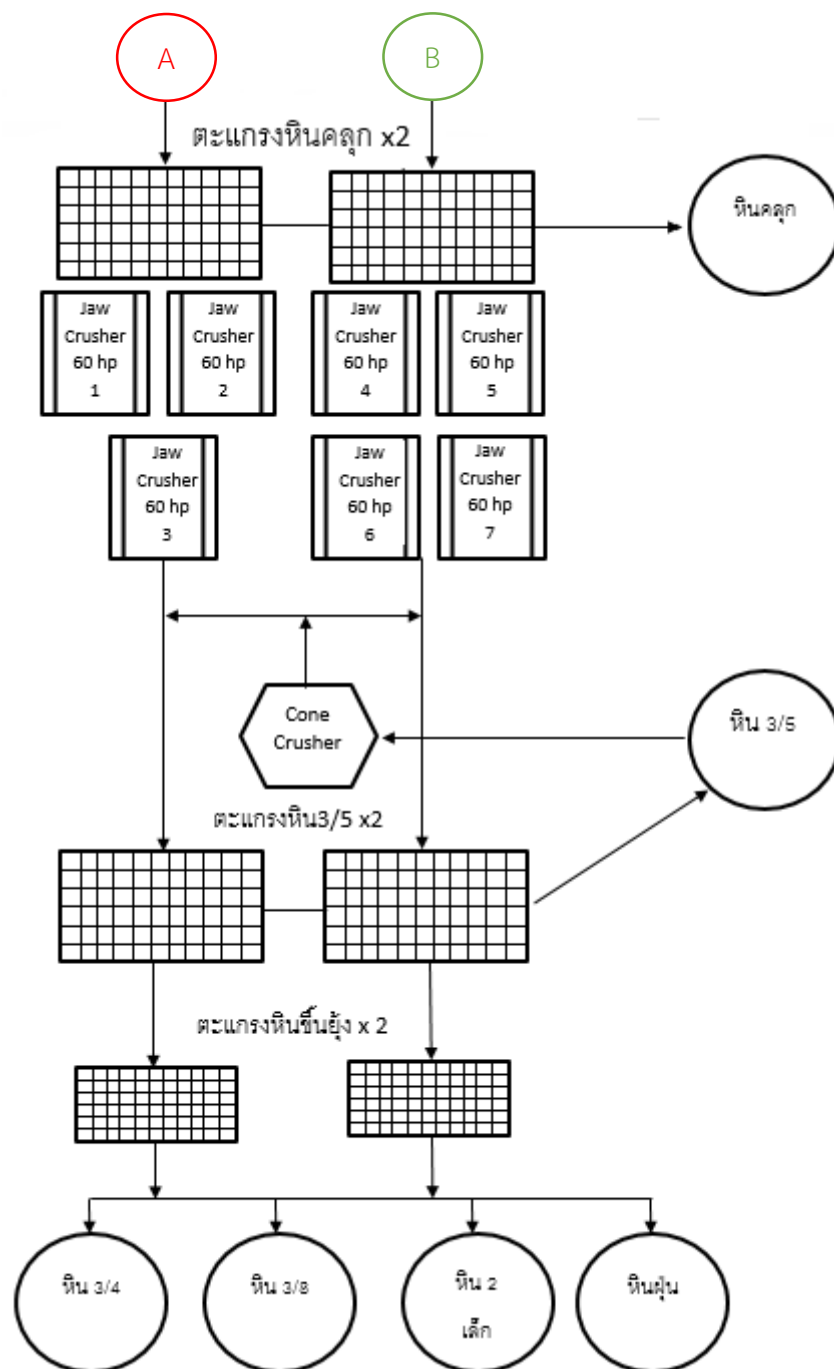 A
B
ตะแกรงหินคลุก x2
หินคลุก
Jaw
Crusher
60 hp
1
Jaw
Crusher
60 hp
2
Jaw
Crusher
60 hp
4
Jaw
Crusher
60 hp
5
Jaw
Crusher
60 hp
3
Jaw
Crusher
60 hp
6
Jaw
Crusher
60 hp
7
Cone
Crusher
หิน 3/5
ตะแกรงหิน3/5 x2
ตะแกรงหินขึ้นยุ้ง x 2
หิน 3/4
หิน 3/8
หิน 2
เล็ก
หินฝุ่น